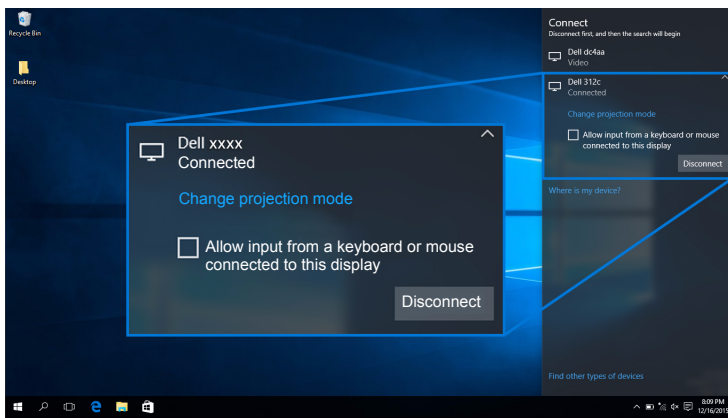 Recycle Bin
Desktop
Dell xxxx
Connected
Change projection mode
Allow input from a keyboard or mouse
connected to this display
Disconnect
Connect
Disconnect first, and then the search will begin
Dell dc4aa
Video
Dell 312c
Connected
Change projection mode
Allow input from a keyboard or mouse
connected to this display
Disconnect
Where is my device?
Find other types of devices
8:09 PM